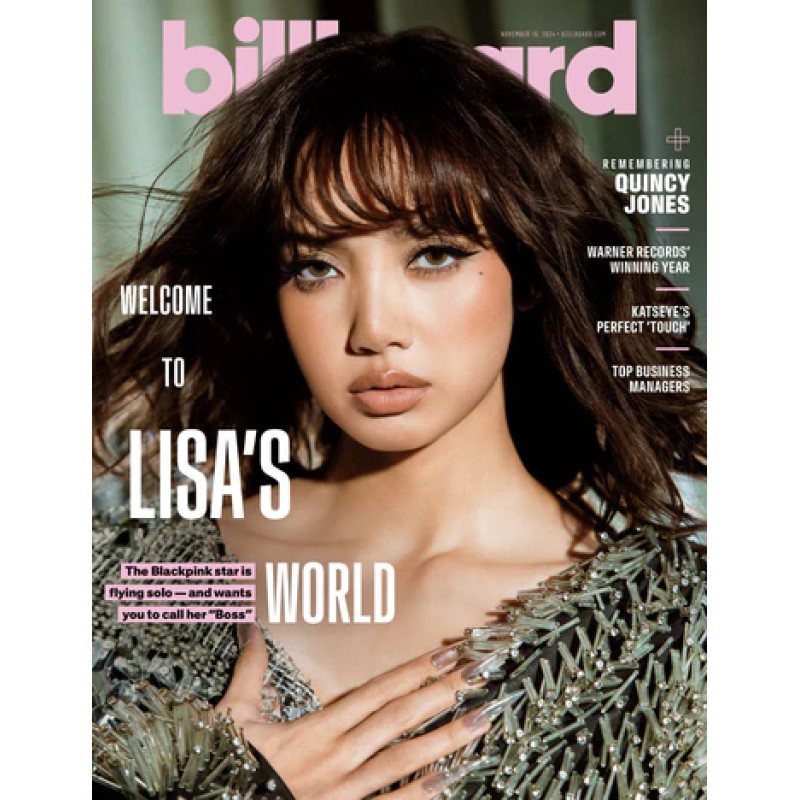 billboard
NOVEMBER 16, 2024 • BILLBOARD.COM
REMEMBERING
QUINCY
JONES
WARNER RECORDS'
WINNING YEAR
KATSEYE'S
PERFECT 'TOUCH'
TOP BUSINESS
MANAGERS
WELCOME
TO
LISA'S
WORLD
The Blackpink star is
flying solo — and wants
you to call her "Boss"